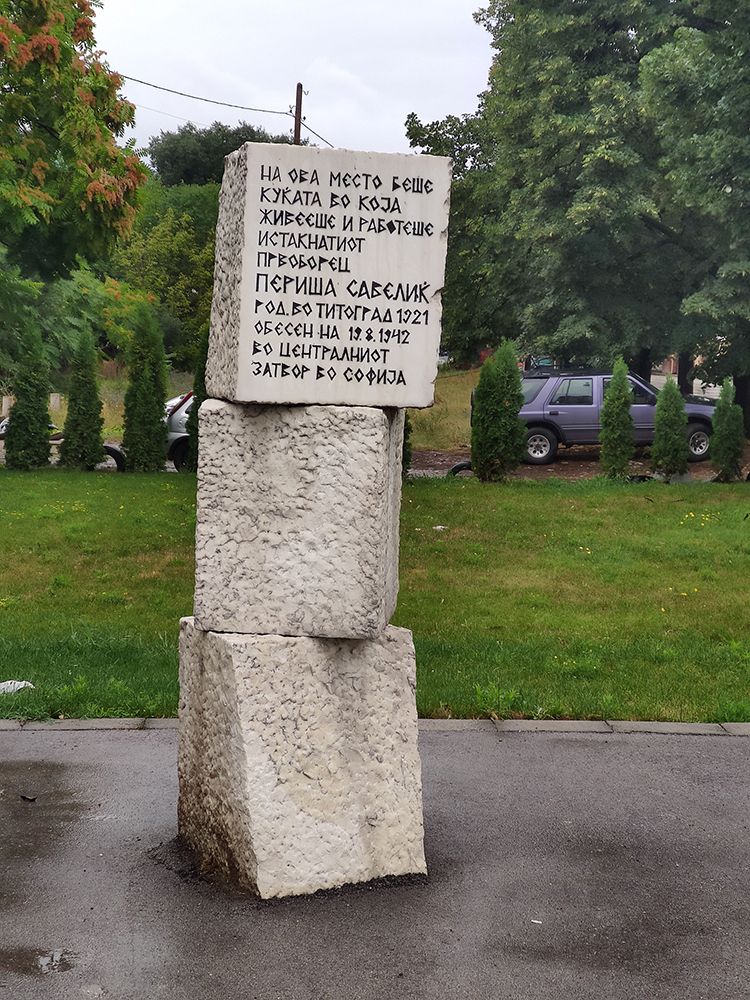 НА ОВА МЕСТО БЕШЕ
КУЌАТА ВО КОЈА
ЖИВЕЕШЕ И РАБОТЕШЕ
ИСТАКНАТИОТ
ПРВОБОРЕЦ
ПЕРИША САВЕЛИЌ
РОД. ВО ТИТОГРАД 1921
ОБЕСЕН НА 19.8.1942
ВО ЦЕНТРАЛНИОТ
ЗАТВОР ВО СОФИЈА